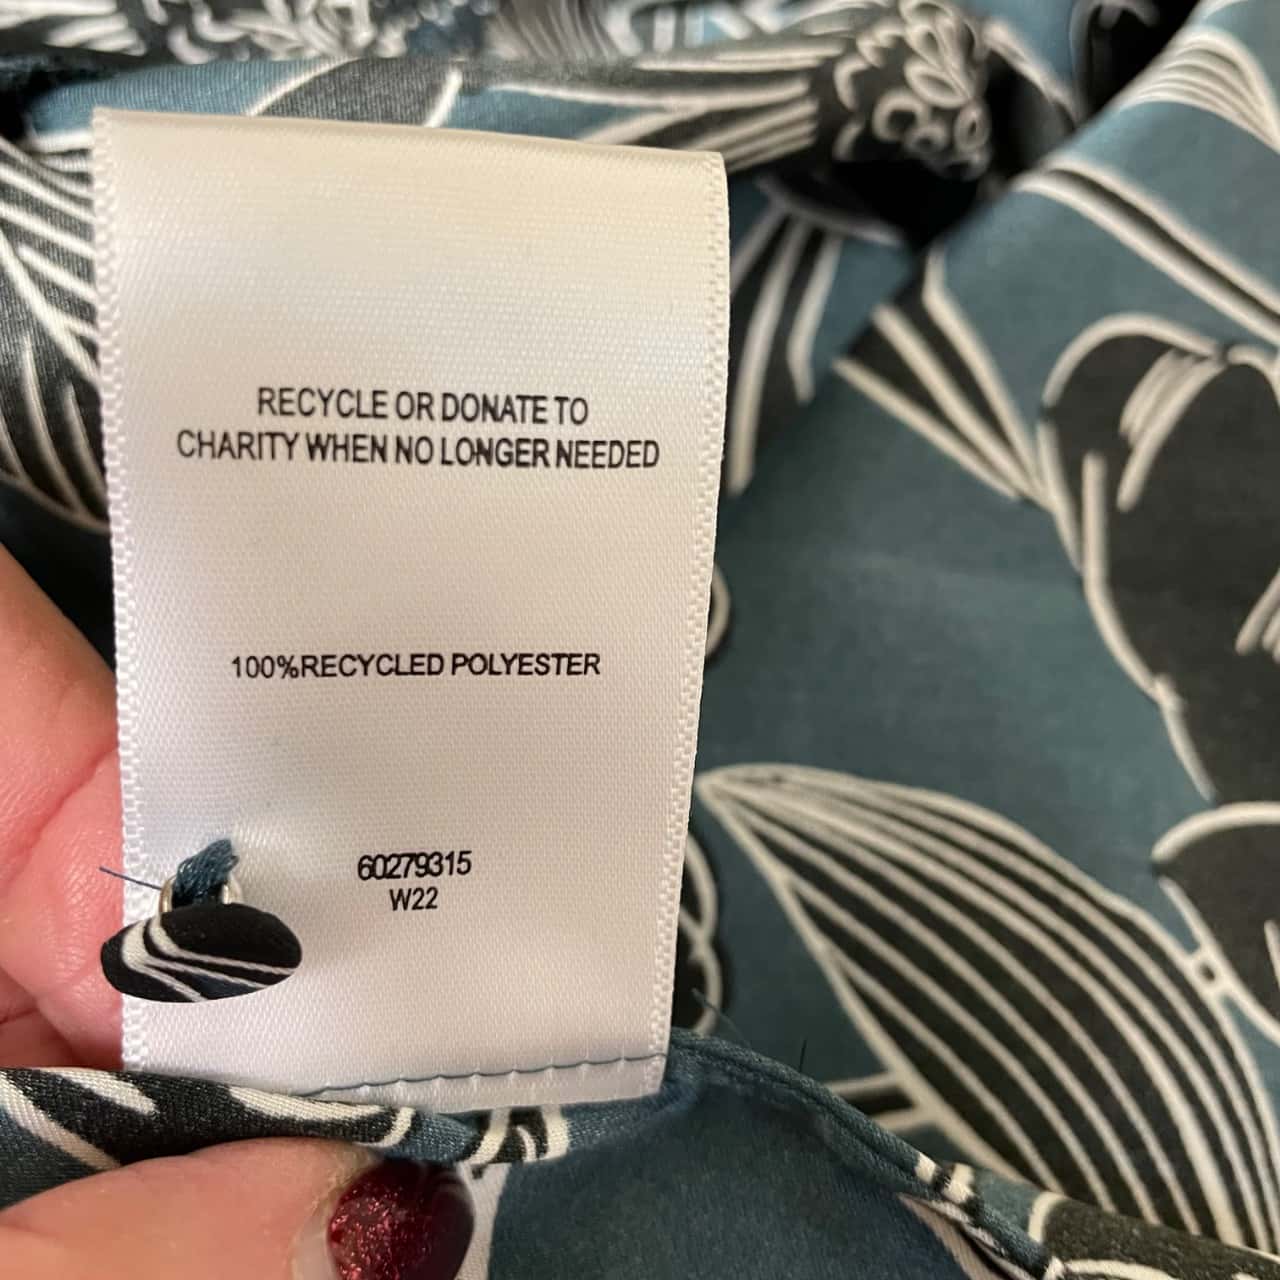 RECYCLE OR DONATE TO
CHARITY WHEN NO LONGER NEEDED
100%RECYCLED POLYESTER
60279315
W22